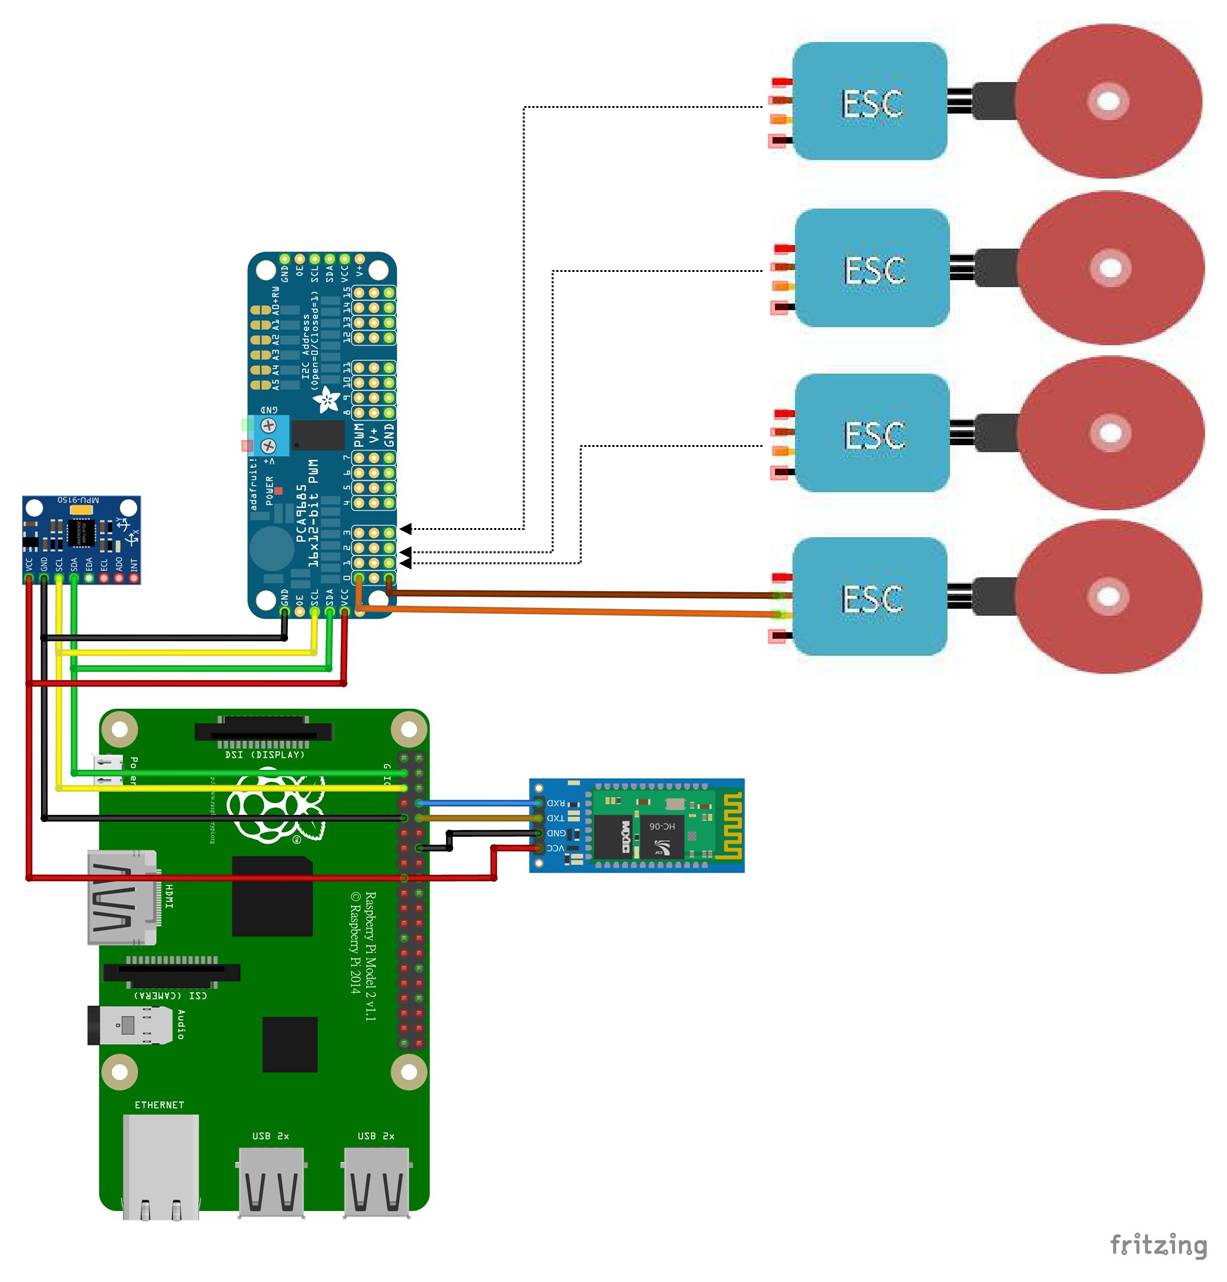 ESC
ESC
ESC
ESC
GND
OE
SCL
SDA
VCC
V+
A0+RW
A1
A2
A3
A4
A5
I2C Address
(Open=0/Closed=1)
15
14
13
12
11
10
9
8
PWM
V+
GND
7
6
5
4
3
2
1
0
GND
V+
adafruit!
POWER
PCA9685
16x12-bit PWM
GND
OE
SCL
SDA
VCC
MPU-9150
Y
X
VCC
GND
SCL
SDA
EDA
ECL
ADO
INT
DSI (DISPLAY)
Power
HDMI
Raspberry Pi Model 2 v1.1
© Raspberry Pi 2014
CSI (CAMERA)
Audio
ETHERNET
USB 2x
USB 2x
RXD
TXD
GND
VCC
HC-06
fritzing